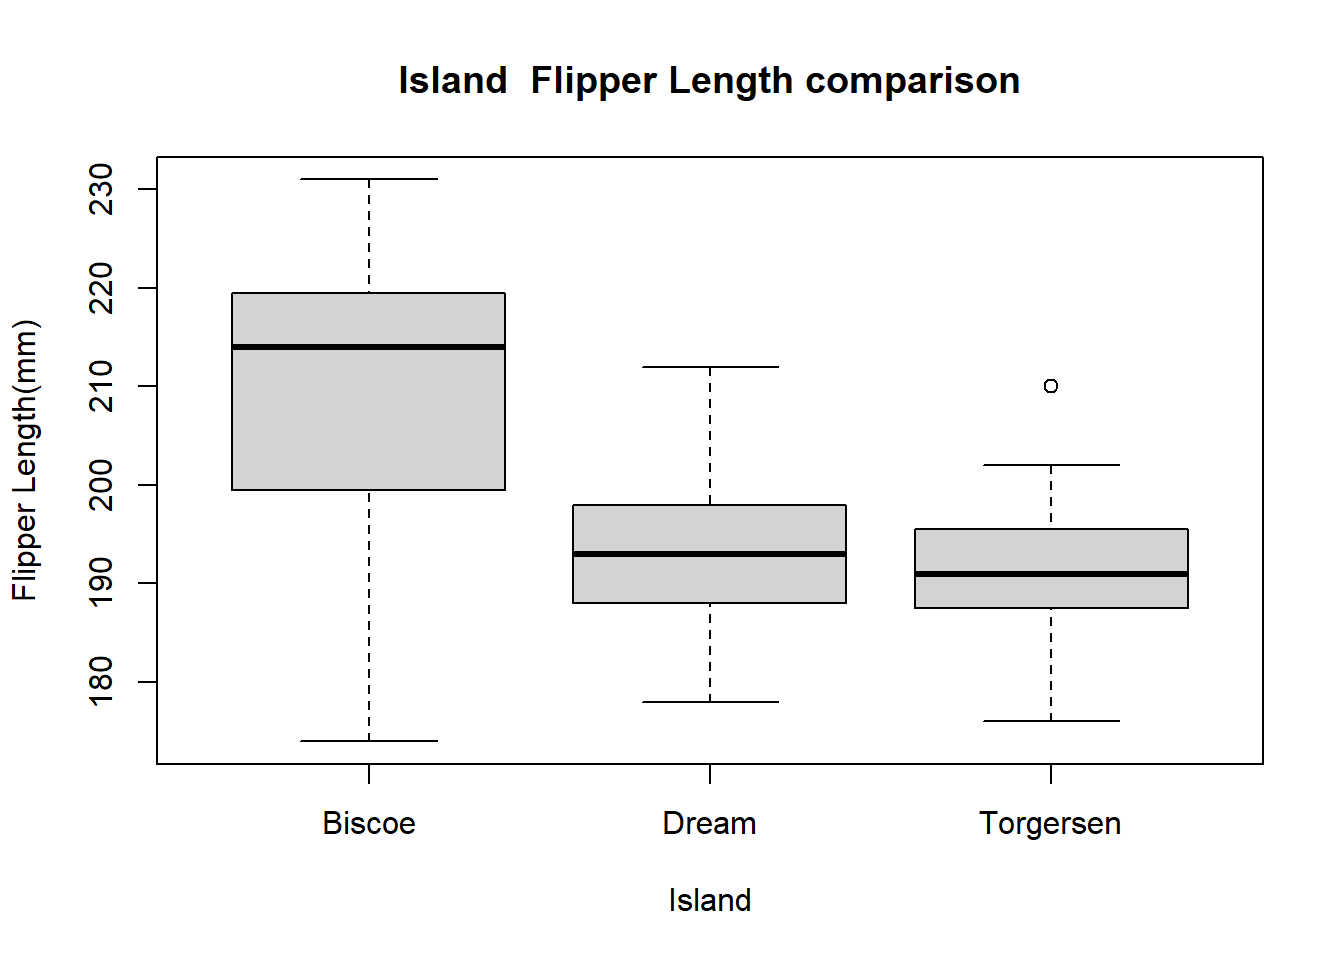 Island  Flipper Length comparison
Flipper Length(mm)
230
220
210
200
190
180
Biscoe
Dream
Torgersen
Island